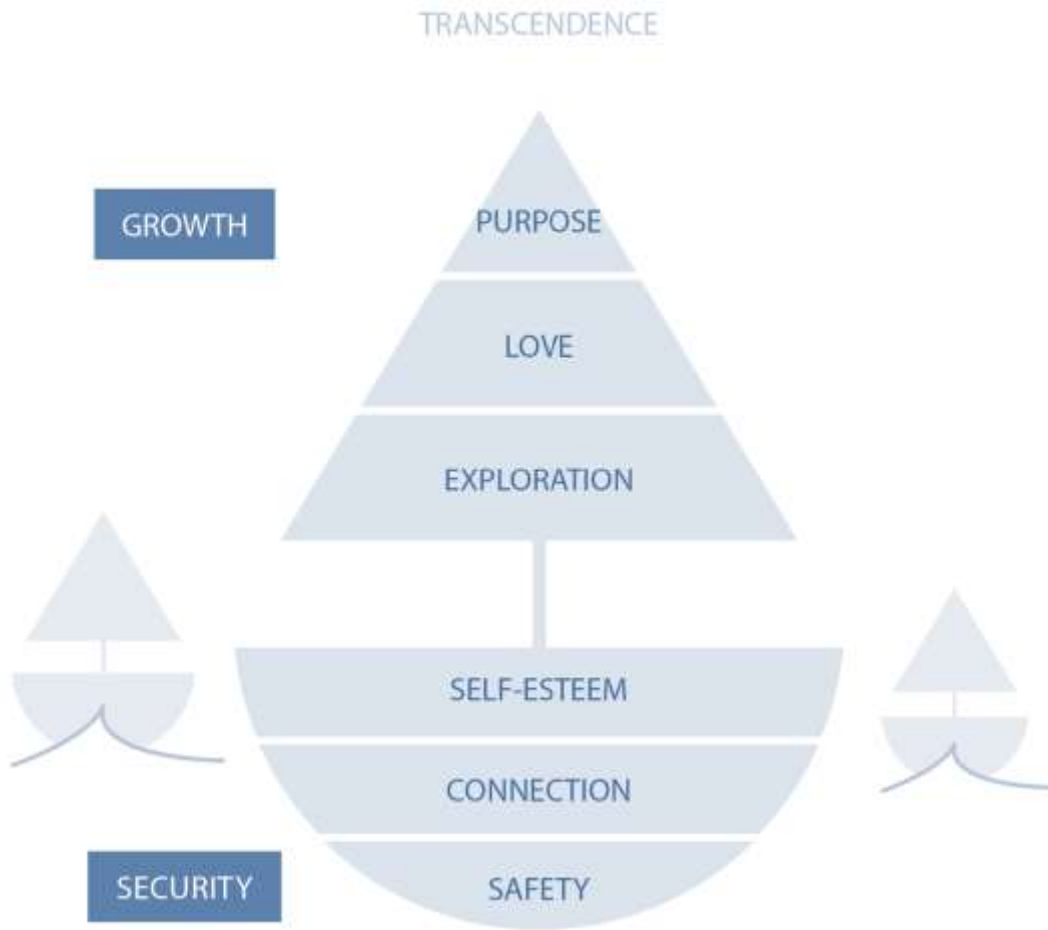 TRANSCENDENCE
GROWTH
PURPOSE
LOVE
EXPLORATION
SELF-ESTEEM
CONNECTION
SECURITY
SAFETY